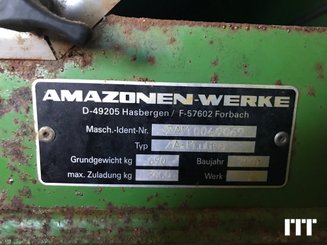 AMAZONEN-WERKE
D-49205 Hasbergen / F-57602 Forbach
Masch.-Ident-Nr.
Typ
Grundgewicht kg Baujahr
max. Zuladung kg Werk
ITT